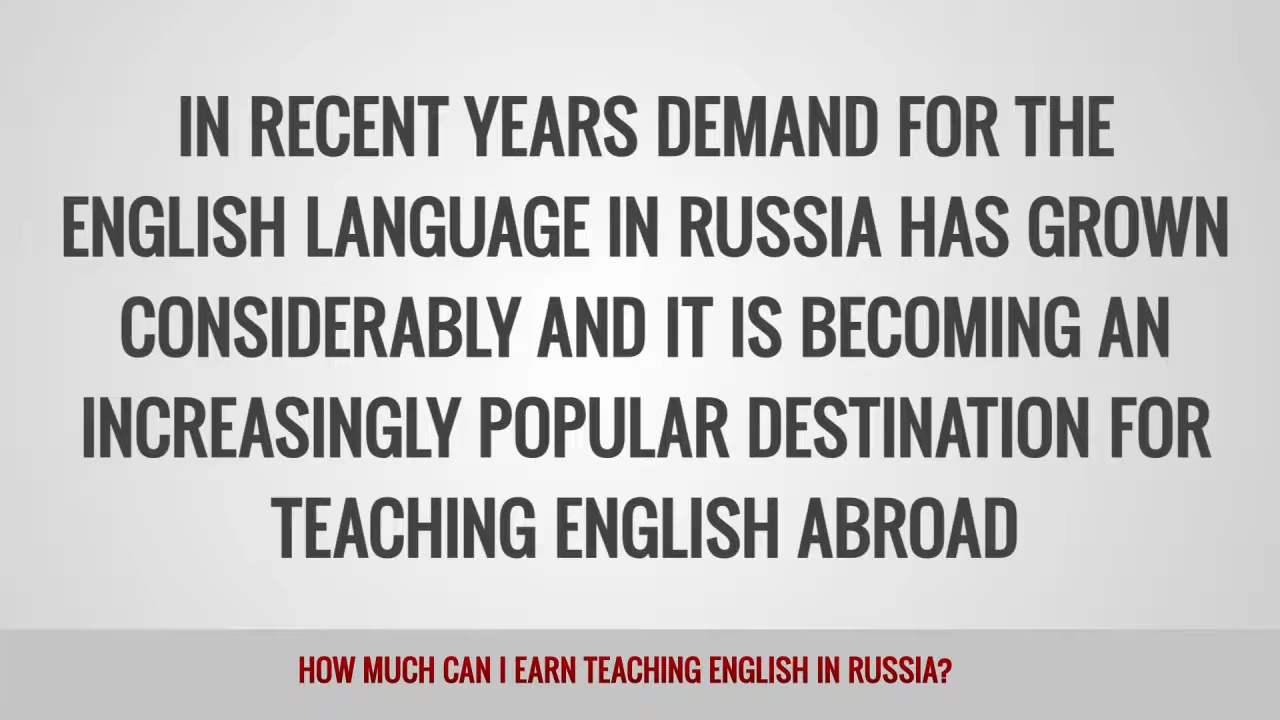 IN RECENT YEARS DEMAND FOR THE
ENGLISH LANGUAGE IN RUSSIA HAS GROWN
CONSIDERABLY AND IT IS BECOMING AN
INCREASINGLY POPULAR DESTINATION FOR
TEACHING ENGLISH ABROAD
HOW MUCH CAN I EARN TEACHING ENGLISH IN RUSSIA?